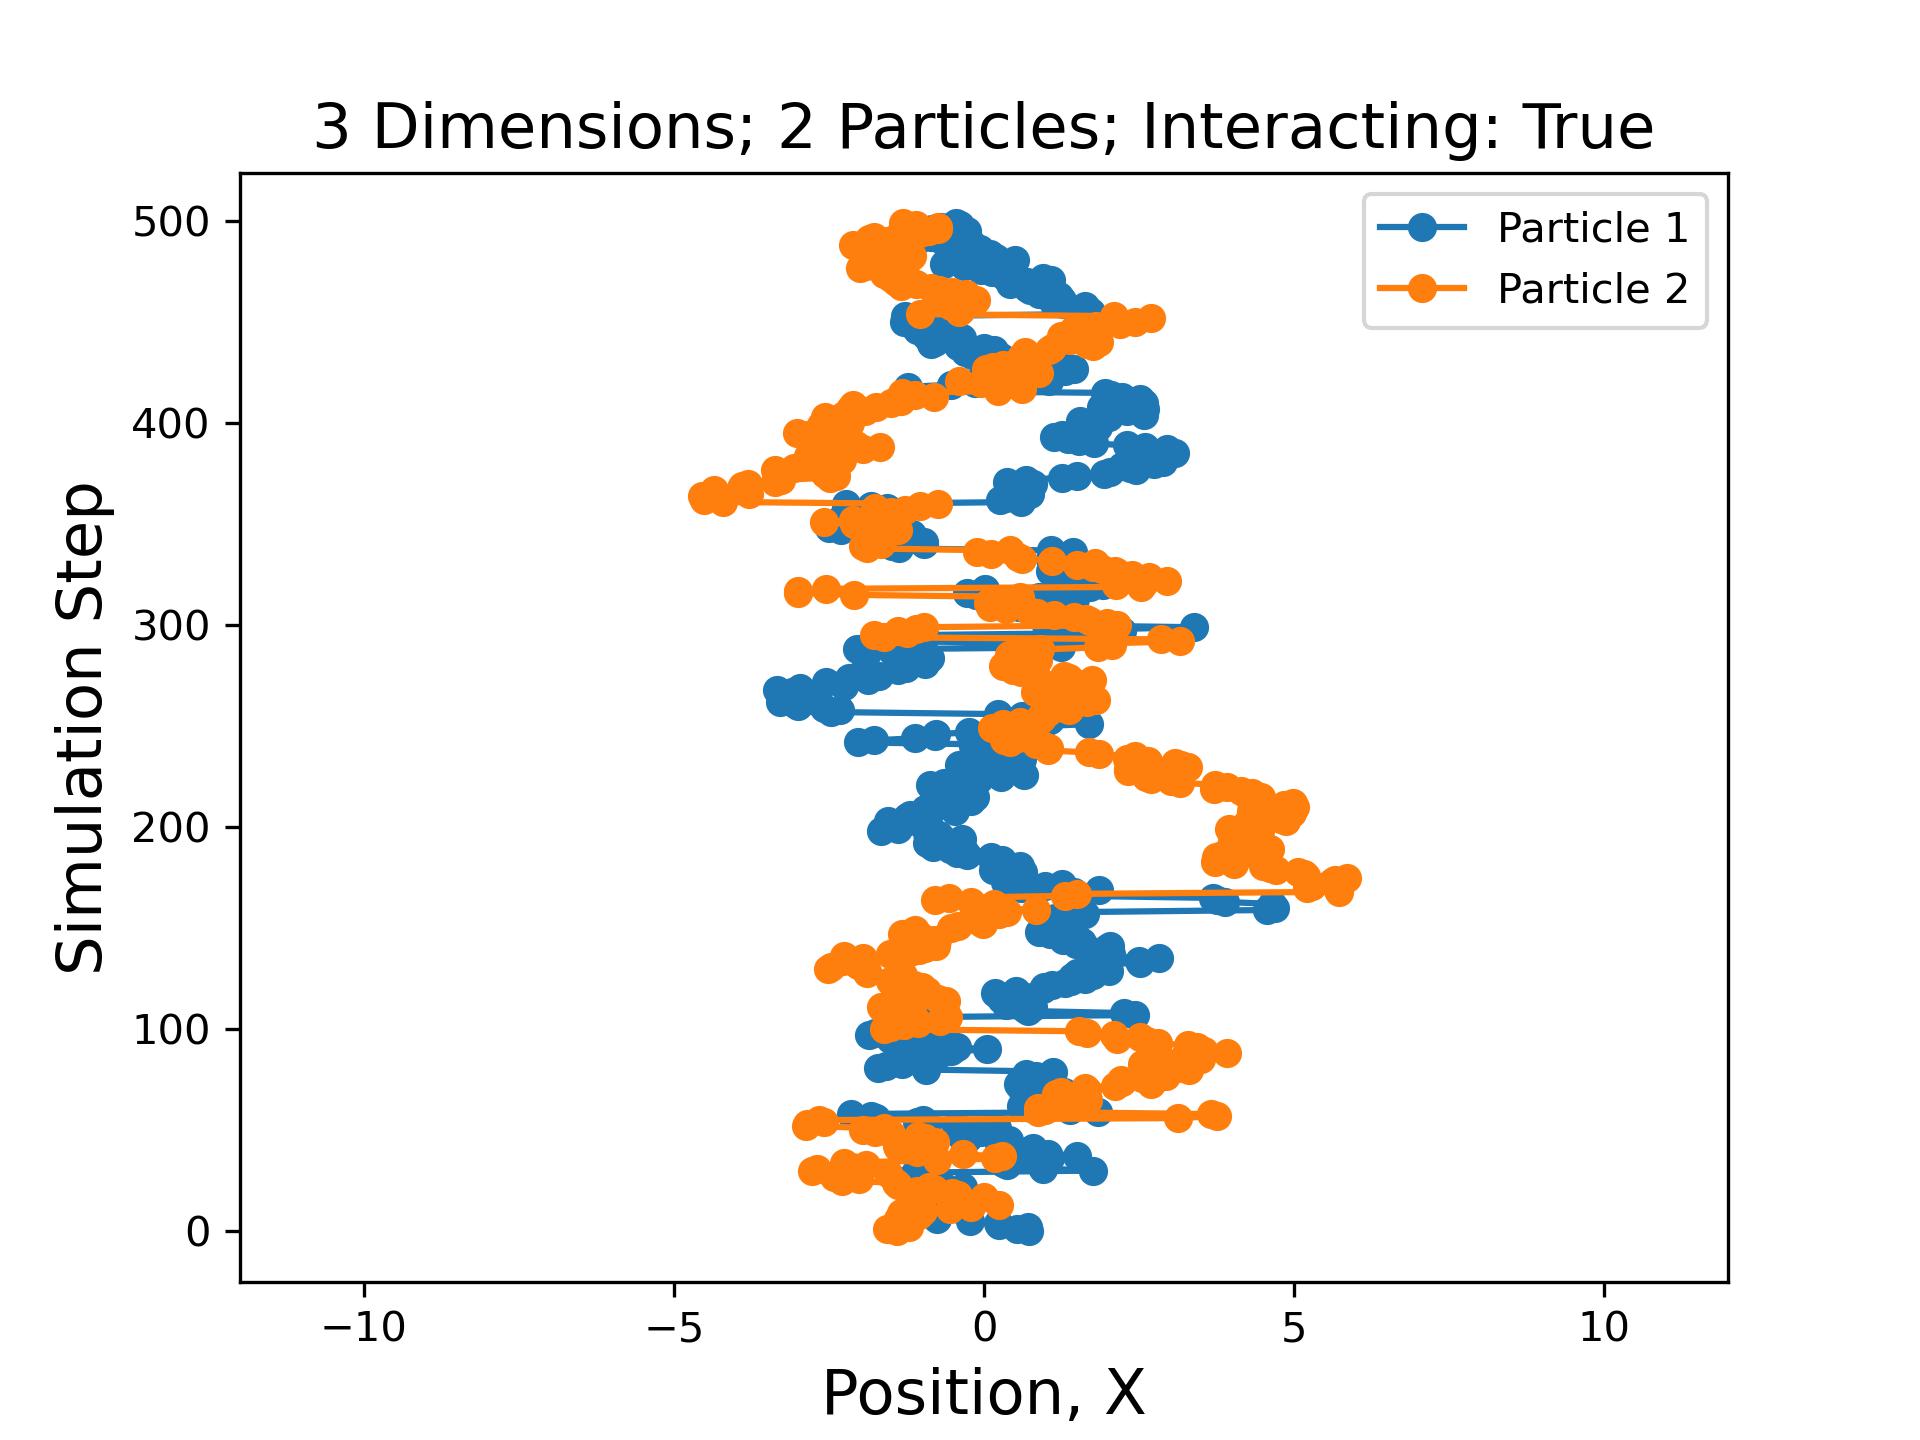 3 Dimensions; 2 Particles; Interacting: True
Particle 1
Particle 2
500
400
300
200
100
0
Simulation Step
−10
−5
0
5
10
Position, X